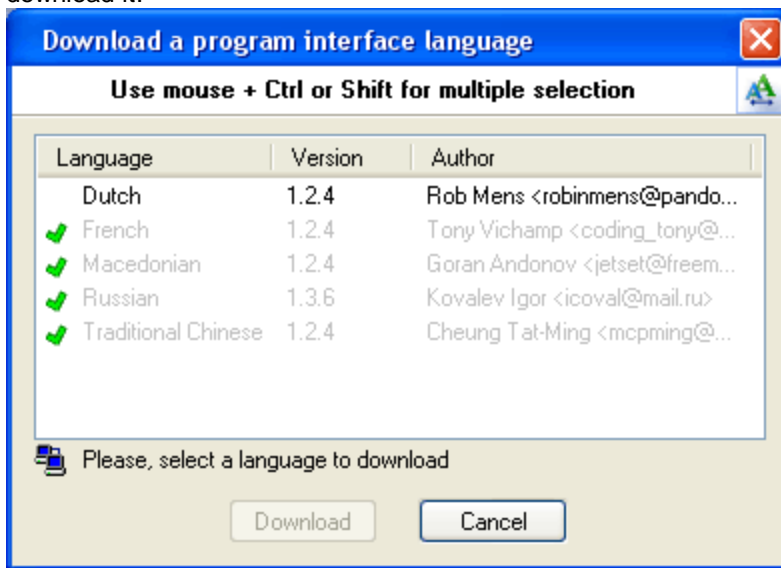 download it.
Download a program interface language
Use mouse + Ctrl or Shift for multiple selection
Language Version Author
Dutch 1.2.4 Rob Mens <robinmens@pando...
French 1.2.4 Tony Vichamp <coding_tony@...
Macedonian 1.2.4 Goran Andonov <jetset@freem...
Russian 1.3.6 Kovalev Igor <icoval@mail.ru>
Traditional Chinese 1.2.4 Cheung Tat-Ming <mcpming@...
Please, select a language to download
Download Cancel